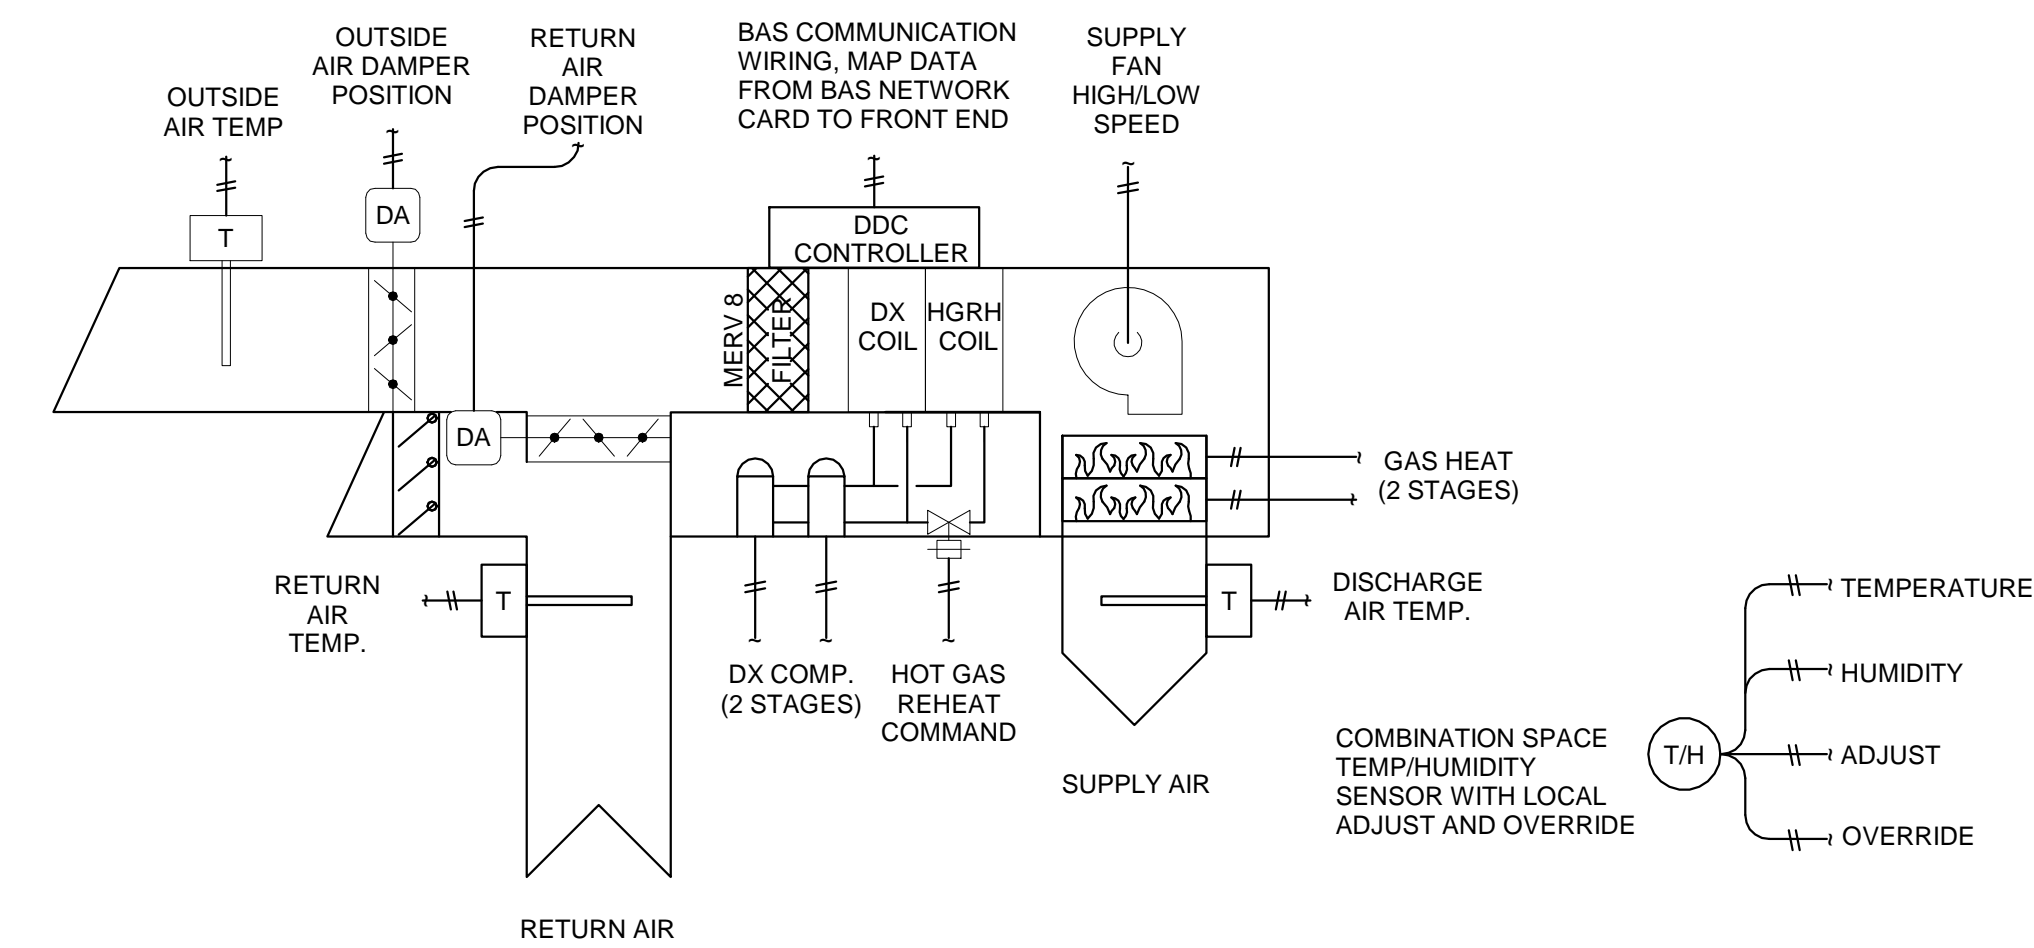 OUTSIDE
AIR TEMP
OUTSIDE
AIR DAMPER
POSITION
RETURN
AIR
DAMPER
POSITION
BAS COMMUNICATION
WIRING, MAP DATA
FROM BAS NETWORK
CARD TO FRONT END
SUPPLY
FAN
HIGH/LOW
SPEED
T
DA
DDC
CONTROLLER
MERV 8
FILTER
DX
COIL
HGRH
COIL
DA
GAS HEAT
(2 STAGES)
RETURN
AIR
TEMP.
T
T
DISCHARGE
AIR TEMP.
DX COMP.
(2 STAGES)
HOT GAS
REHEAT
COMMAND
SUPPLY AIR
RETURN AIR
COMBINATION SPACE
TEMP/HUMIDITY
SENSOR WITH LOCAL
ADJUST AND OVERRIDE
T/H
TEMPERATURE
HUMIDITY
ADJUST
OVERRIDE